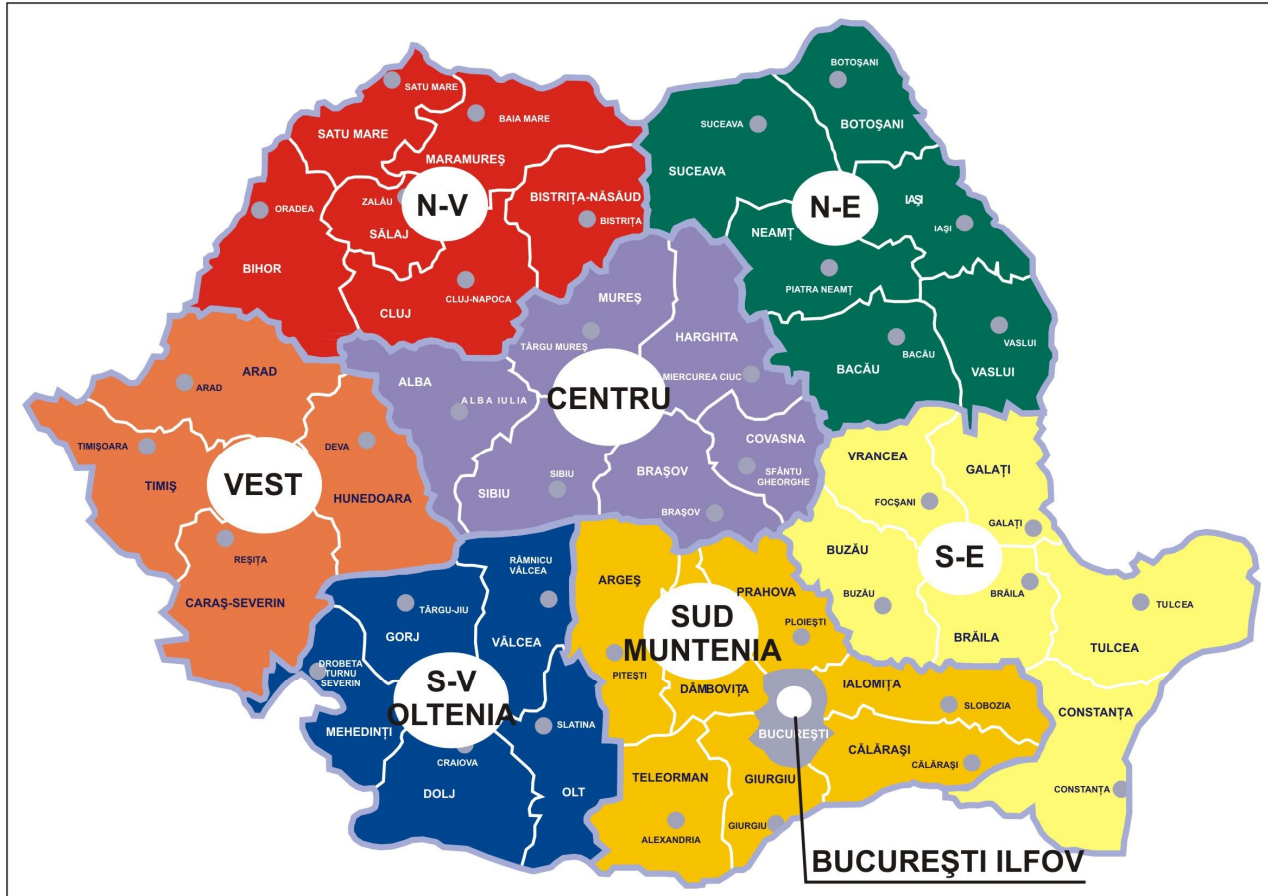 SATU MARE
SATU MARE
BAIA MARE
MARAMUREŞ
ORADEA
BIHOR
ZALĂU
SĂLAJ
N-V
BISTRIŢA-NĂSĂUD
BISTRIŢA
CLUJ-NAPOCA
CLUJ
BOTOŞANI
BOTOŞANI
SUCEAVA
SUCEAVA
N-E
IAŞI
IAŞI
NEAMŢ
PIATRA NEAMŢ
BACĂU
BACĂU
VASLUI
VASLUI
MUREŞ
TÂRGU MUREŞ
HARGHITA
MIERCUREA CIUC
ALBA
ALBA IULIA
CENTRU
COVASNA
SFÂNTU
GHEORGHE
SIBIU
SIBIU
BRAŞOV
BRAŞOV
ARAD
ARAD
TIMIŞOARA
TIMIŞ
VEST
DEVA
HUNEDOARA
REŞIŢA
CARAŞ-SEVERIN
VRANCEA
FOCŞANI
GALAŢI
GALAŢI
BUZĂU
BUZĂU
S-E
BRĂILA
BRĂILA
TULCEA
TULCEA
CONSTANŢA
CONSTANŢA
RÂMNICU
VÂLCEA
VÂLCEA
TÂRGU-JIU
GORJ
DROBETA
TURNU
SEVERIN
MEHEDINŢI
S-V
OLTENIA
CRAIOVA
DOLJ
SLATINA
OLT
ARGEŞ
PITEŞTI
SUD
MUNTENIA
PRAHOVA
PLOIEŞTI
DÂMBOVIŢA
IALOMIŢA
SLOBOZIA
BUCUREŞTI
CĂLĂRAŞI
CĂLĂRAŞI
TELEORMAN
ALEXANDRIA
GIURGIU
GIURGIU
BUCUREŞTI ILFOV